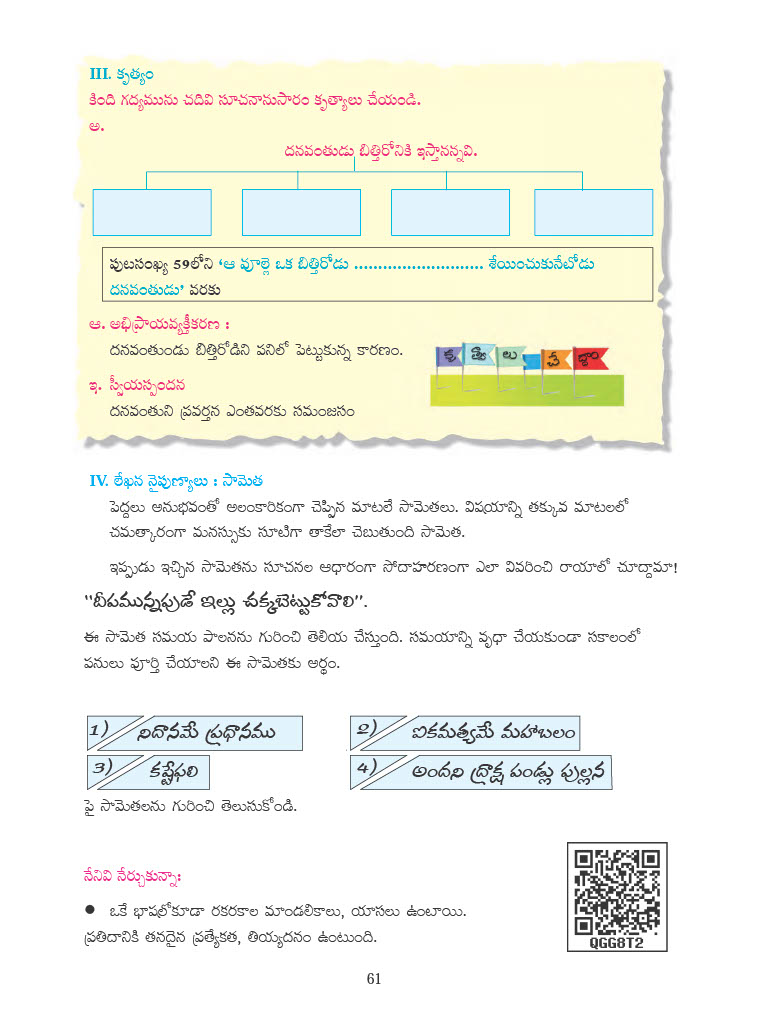 III. కృత్యం
కింది గద్యమును చదివి సూచనానుసారం కృత్యాలు చేయండి.
అ.
దనవంతుడు బిత్తిరోనికి ఇస్తానన్నవి.
పుటసంఖ్య 59లోని ‘ఆ వూల్లె ఒక బిత్తిరోడు ........................... శేయించుకునేటోడు
దనవంతుడు’ వరకు
ఆ. అభిప్రాయవ్యక్తీకరణ :
దనవంతుండు బిత్తిరోడిని పనిలో పెట్టుకున్న కారణం.
కృ త్యా లు చే ద్దాం
ఇ. స్వీయస్పందన
దనవంతుని ప్రవర్తన ఎంతవరకు సమంజసం
IV. లేఖన నైపుణ్యాలు : సామెత
పెద్దలు అనుభవంతో అలంకారికంగా చెప్పిన మాటలే సామెతలు. విషయాన్ని తక్కువ మాటలలో
చమత్కారంగా మనస్సుకు సూటిగా తాకేలా చెబుతుంది సామెత.
ఇప్పుడు ఇచ్చిన సామెతను సూచనల ఆధారంగా సోదాహరణంగా ఎలా వివరించి రాయాలో చూద్దామా!
“దీపమున్నపుడే ఇల్లు చక్కబెట్టుకోవాలి”.
ఈ సామెత సమయ పాలనను గురించి తెలియ చేస్తుంది. సమయాన్ని వృధా చేయకుండా సకాలంలో
పనులు పూర్తి చేయాలని ఈ సామెతకు అర్థం.
1) నిదానమే ప్రధానము
2) ఐకమత్యమే మహాబలం
3) కష్టేఫలి
4) అందని ద్రాక్ష పండ్లు పుల్లన
పై సామెతలను గురించి తెలుసుకోండి.
నేనివి నేర్చుకున్నా:
● ఒకే భాషలోకూడా రకరకాల మాండలికాలు, యాసలు ఉంటాయి.
ప్రతిదానికి తనదైన ప్రత్యేకత, తియ్యదనం ఉంటుంది.
QGG8T2
61